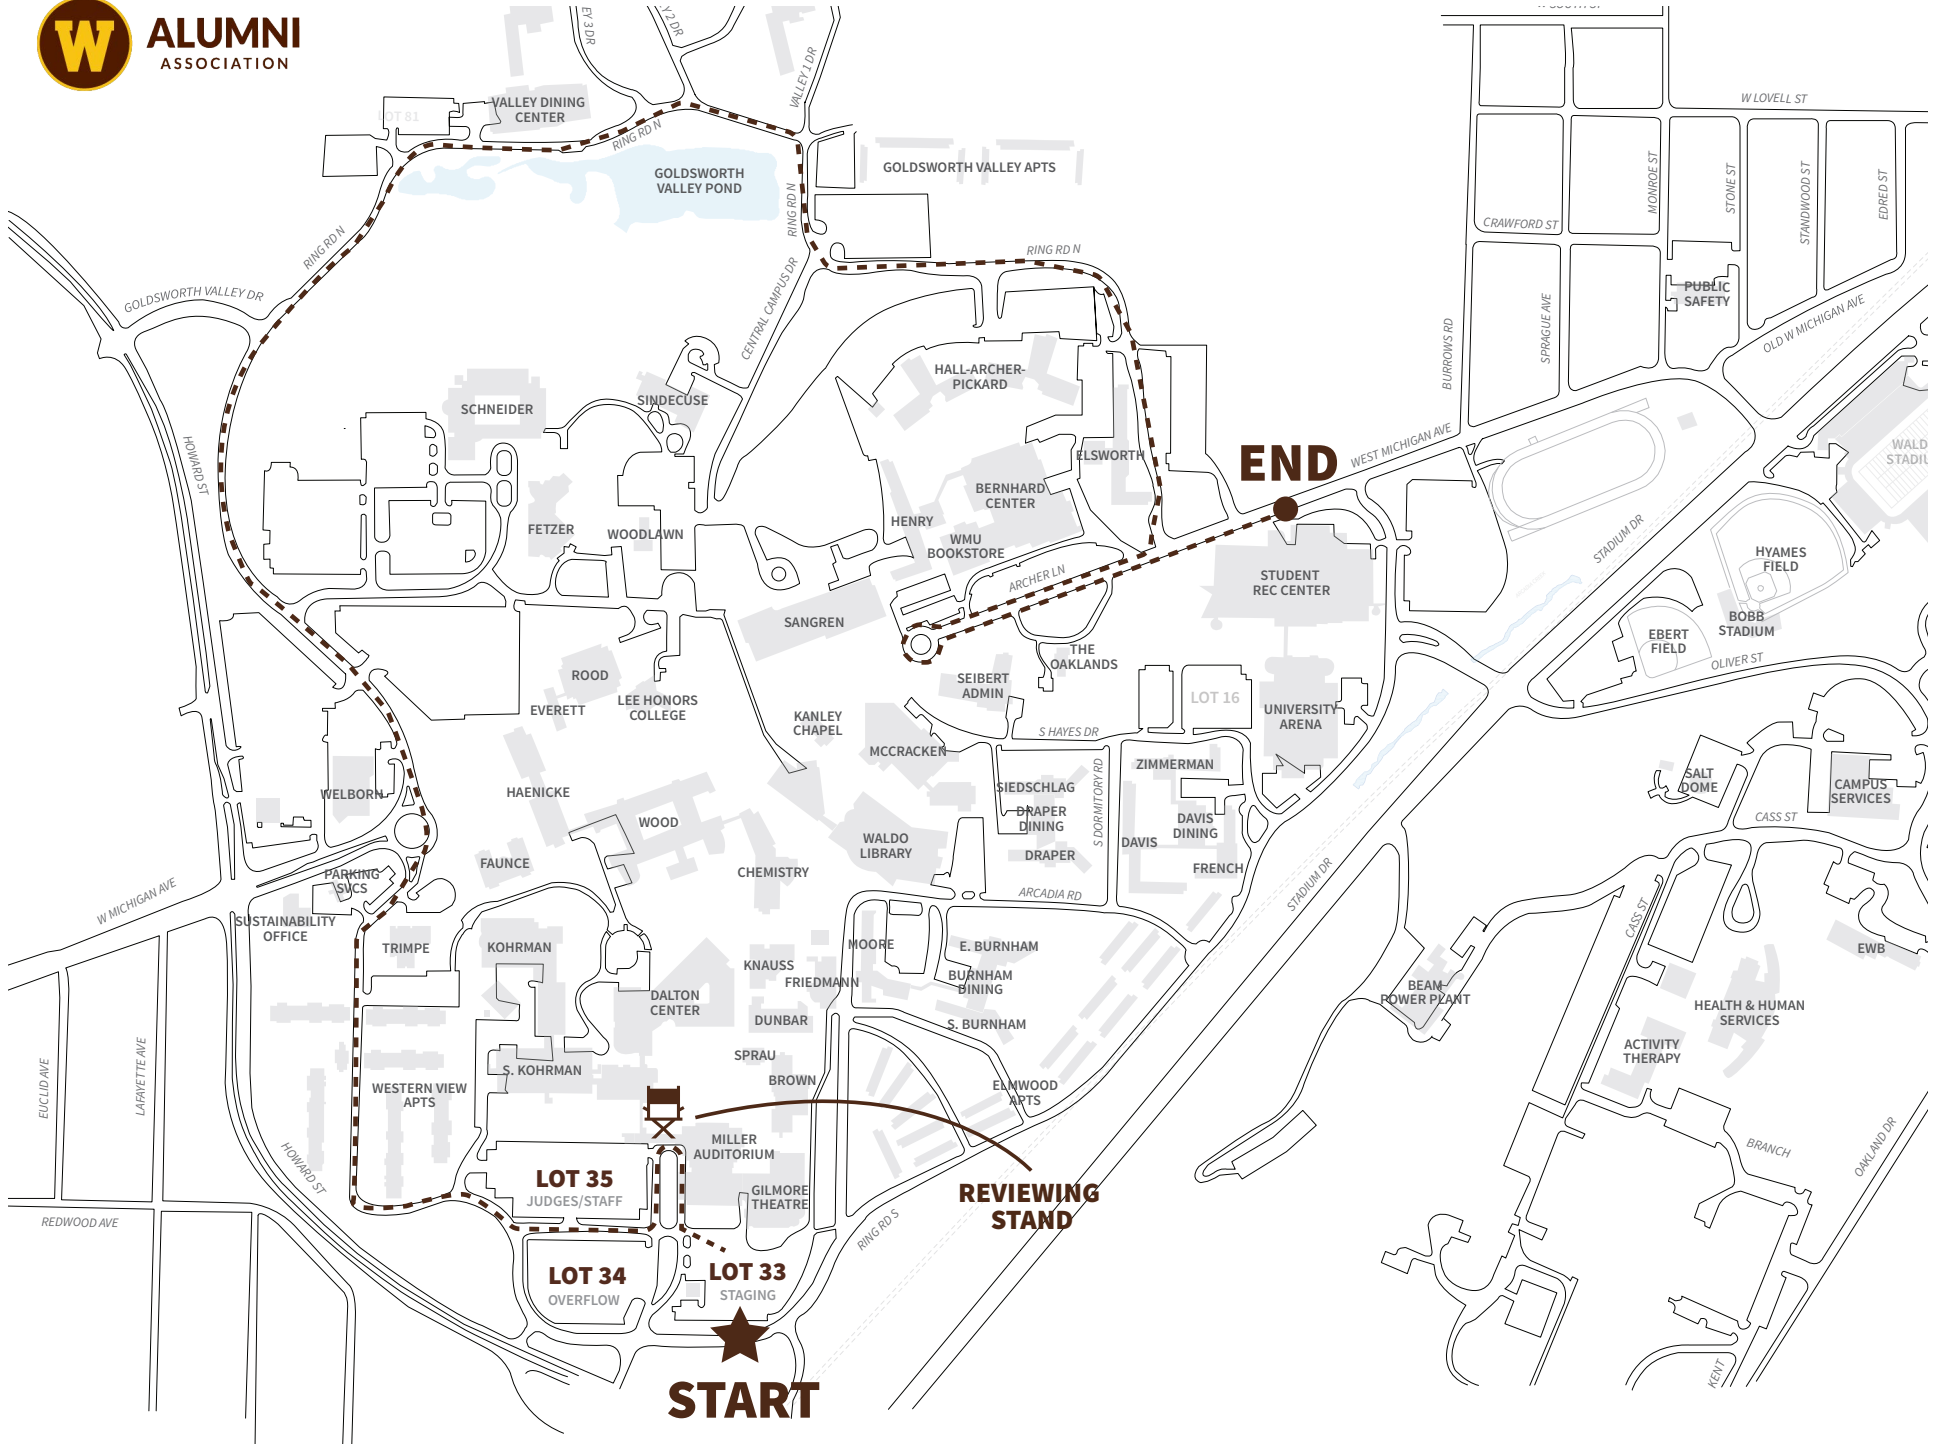 W
ALUMNI
ASSOCIATION
EY 3 DR
Y 2 DR
VALLEY 1 DR
W LOVELL ST
LOT 81
VALLEY DINING
CENTER
RING RD N
GOLDSWORTH
VALLEY POND
RING RD N
GOLDSWORTH VALLEY APTS
MONROE ST
STONE ST
STANDWOOD ST
EDRED ST
CRAWFORD ST
RING RD N
RING RD N
CENTRAL CAMPUS DR
GOLDSWORTH VALLEY DR
PUBLIC
SAFETY
OLD W MICHIGAN AVE
SPRAGUE AVE
BURROWS RD
HALL-ARCHER-
PICKARD
SINDECUSE
SCHNEIDER
HOWARD ST
ELSWORTH
END
WEST MICHIGAN AVE
WALD
STADIU
BERNHARD
CENTER
HENRY
WMU
BOOKSTORE
FETZER
WOODLAWN
STADIUM DR
HYAMES
FIELD
ARCHER LN
STUDENT
REC CENTER
SANGREN
BOBB
STADIUM
EBERT
FIELD
OLIVER ST
THE
OAKLANDS
ROOD
SEIBERT
ADMIN
LEE HONORS
COLLEGE
EVERETT
LOT 16
UNIVERSITY
ARENA
KANLEY
CHAPEL
S HAYES DR
MCCRACKEN
ZIMMERMAN
S DORMITORY RD
SIEDSCHLAG
DRAPER
DINING
DRAPER
SALT
DOME
CAMPUS
SERVICES
CASS ST
WELBORN
HAENICKE
WOOD
WALDO
LIBRARY
DAVIS
DINING
DAVIS
FRENCH
FAUNCE
CHEMISTRY
PARKING
SVCS
W MICHIGAN AVE
ARCADIA RD
STADIUM DR
CASS ST
SUSTAINABILITY
OFFICE
TRIMPE
KOHRMAN
MOORE
E. BURNHAM
EWB
KNAUSS
FRIEDMANN
BURNHAM
DINING
BEAM
POWER PLANT
DALTON
CENTER
HEALTH & HUMAN
SERVICES
DUNBAR
S. BURNHAM
SPRAU
ACTIVITY
THERAPY
S. KOHRMAN
BROWN
EUCLID AVE
LAFAYETTE AVE
WESTERN VIEW
APTS
ELMWOOD
APTS
MILLER
AUDITORIUM
BRANCH
OAKLAND DR
HOWARD ST
LOT 35
JUDGES/STAFF
GILMORE
THEATRE
REVIEWING
STAND
REDWOOD AVE
RING RD S
LOT 34
OVERFLOW
LOT 33
STAGING
START
KENT